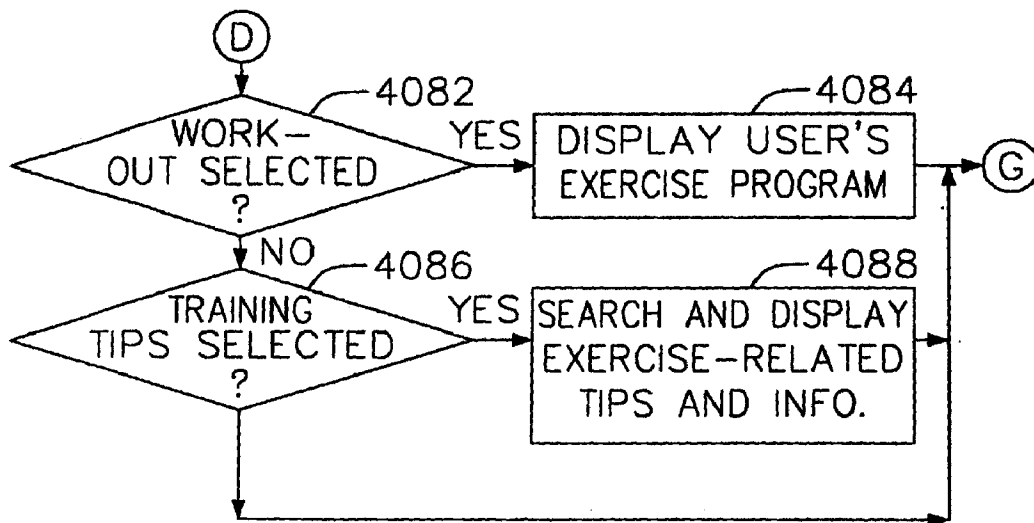 D
4082
WORK-
OUT SELECTED
?
YES
4084
DISPLAY USER'S
EXERCISE PROGRAM
G
NO
4086
TRAINING
TIPS SELECTED
?
YES
4088
SEARCH AND DISPLAY
EXERCISE-RELATED
TIPS AND INFO.